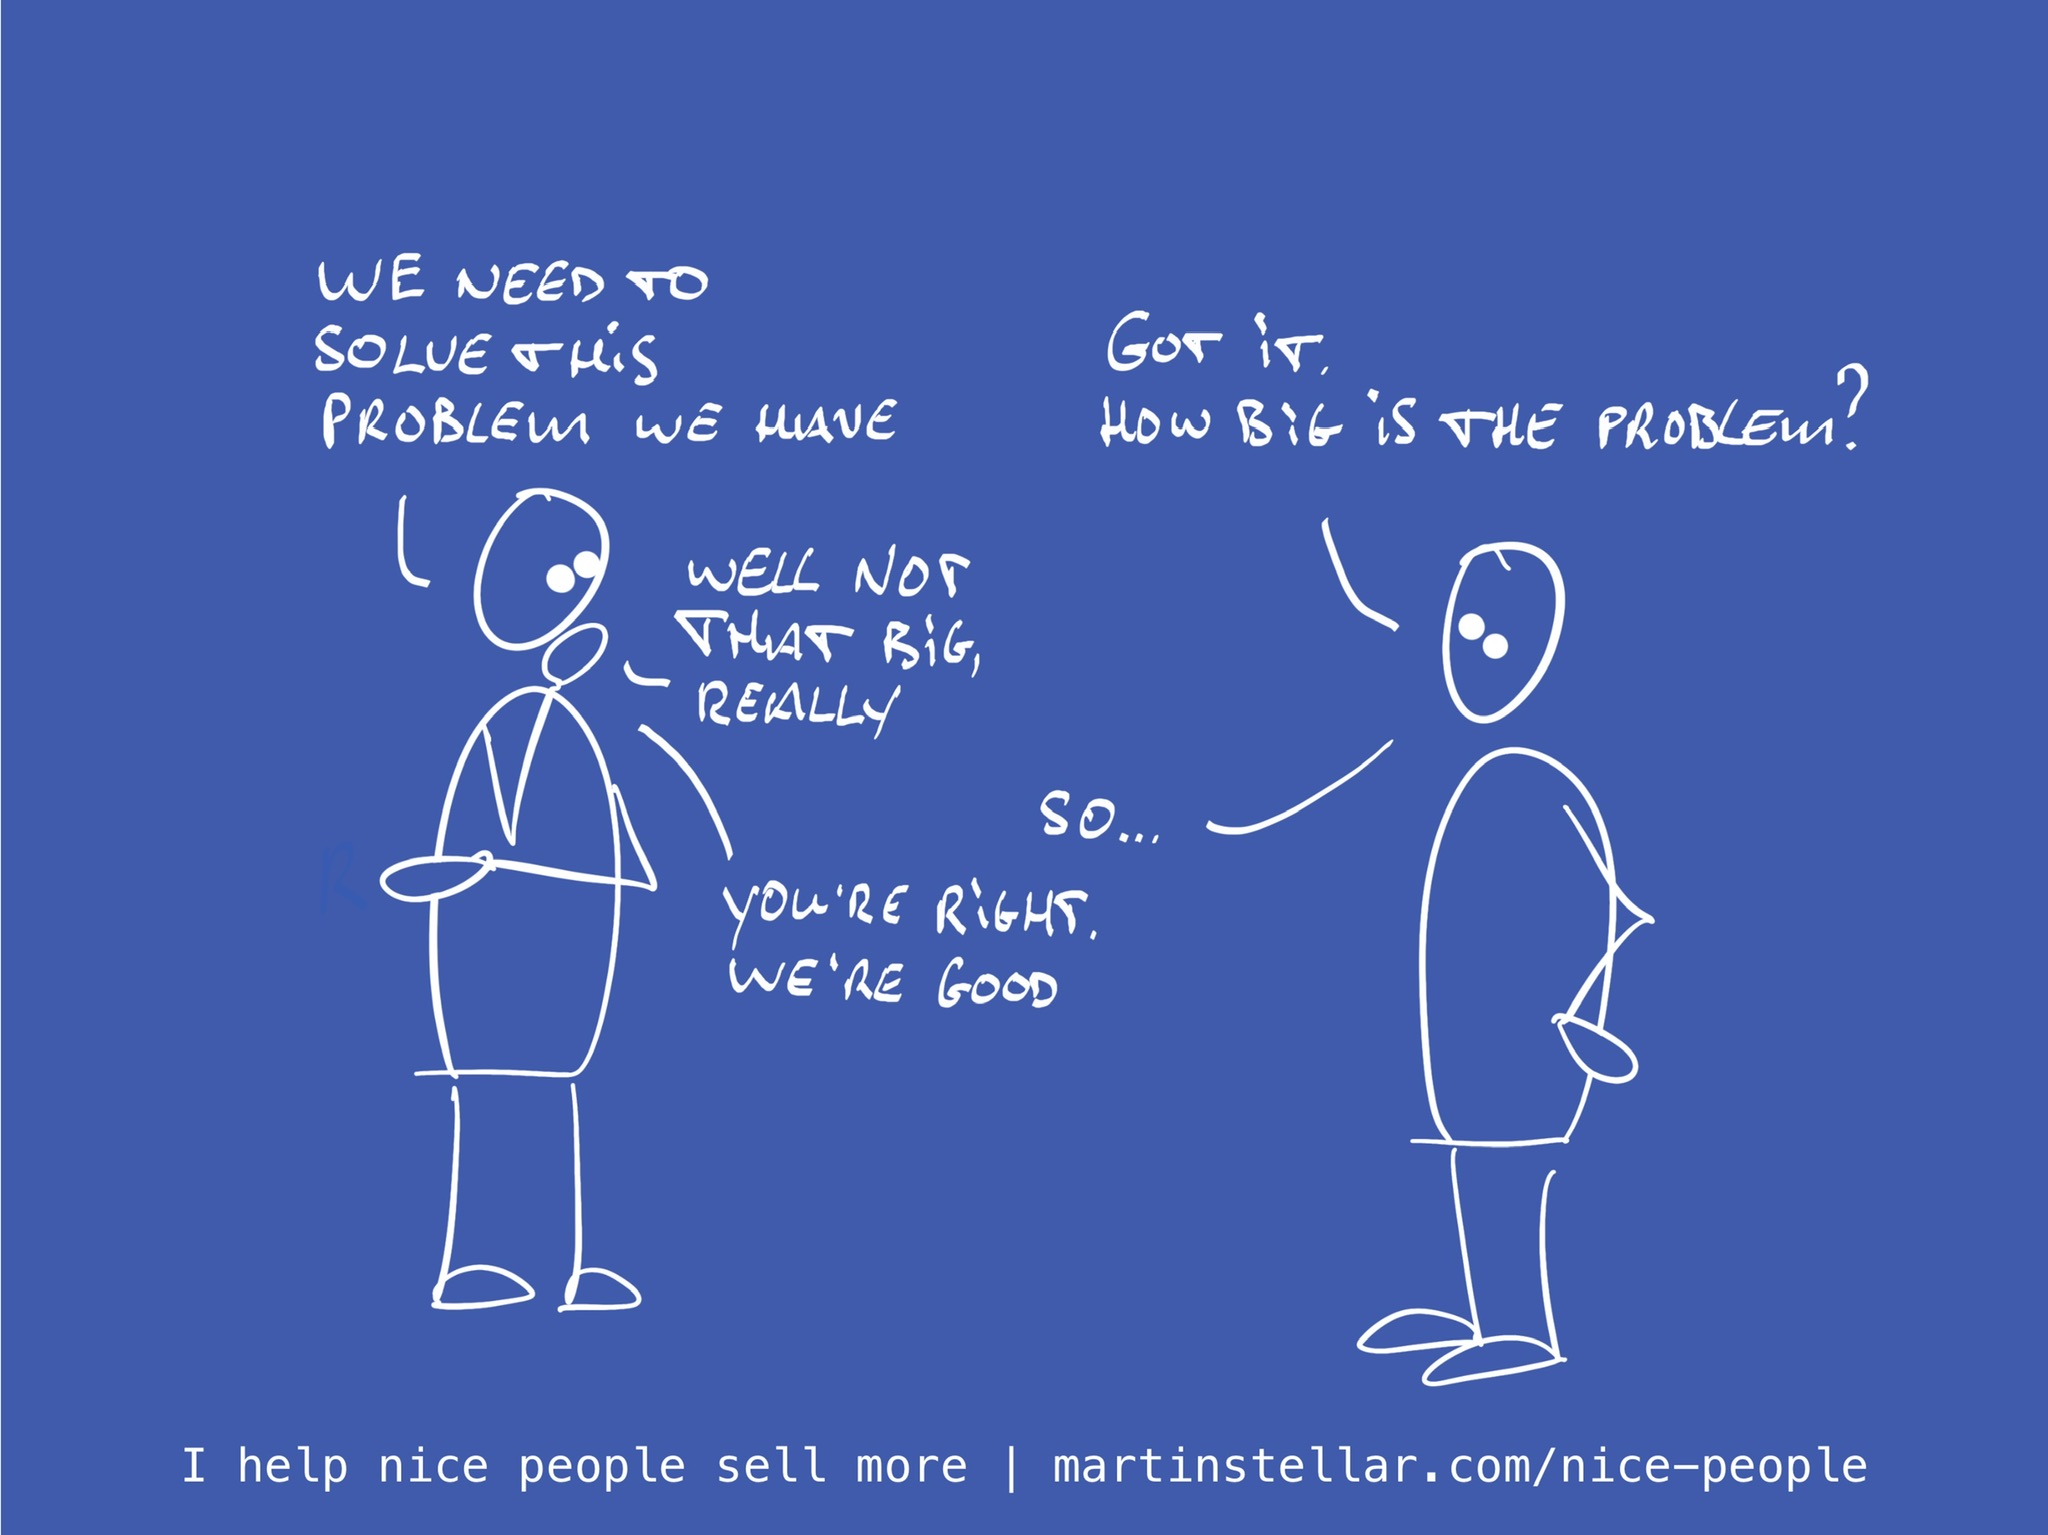 WE NEED TO
SOLVE THIS
PROBLEM WE HAVE
GOT IT.
HOW BIG IS THE PROBLEM?
WELL NOT
THAT BIG,
REALLY
SO...
YOU'RE RIGHT.
WE'RE GOOD
R
I help nice people sell more | martinstellar.com/nice-people